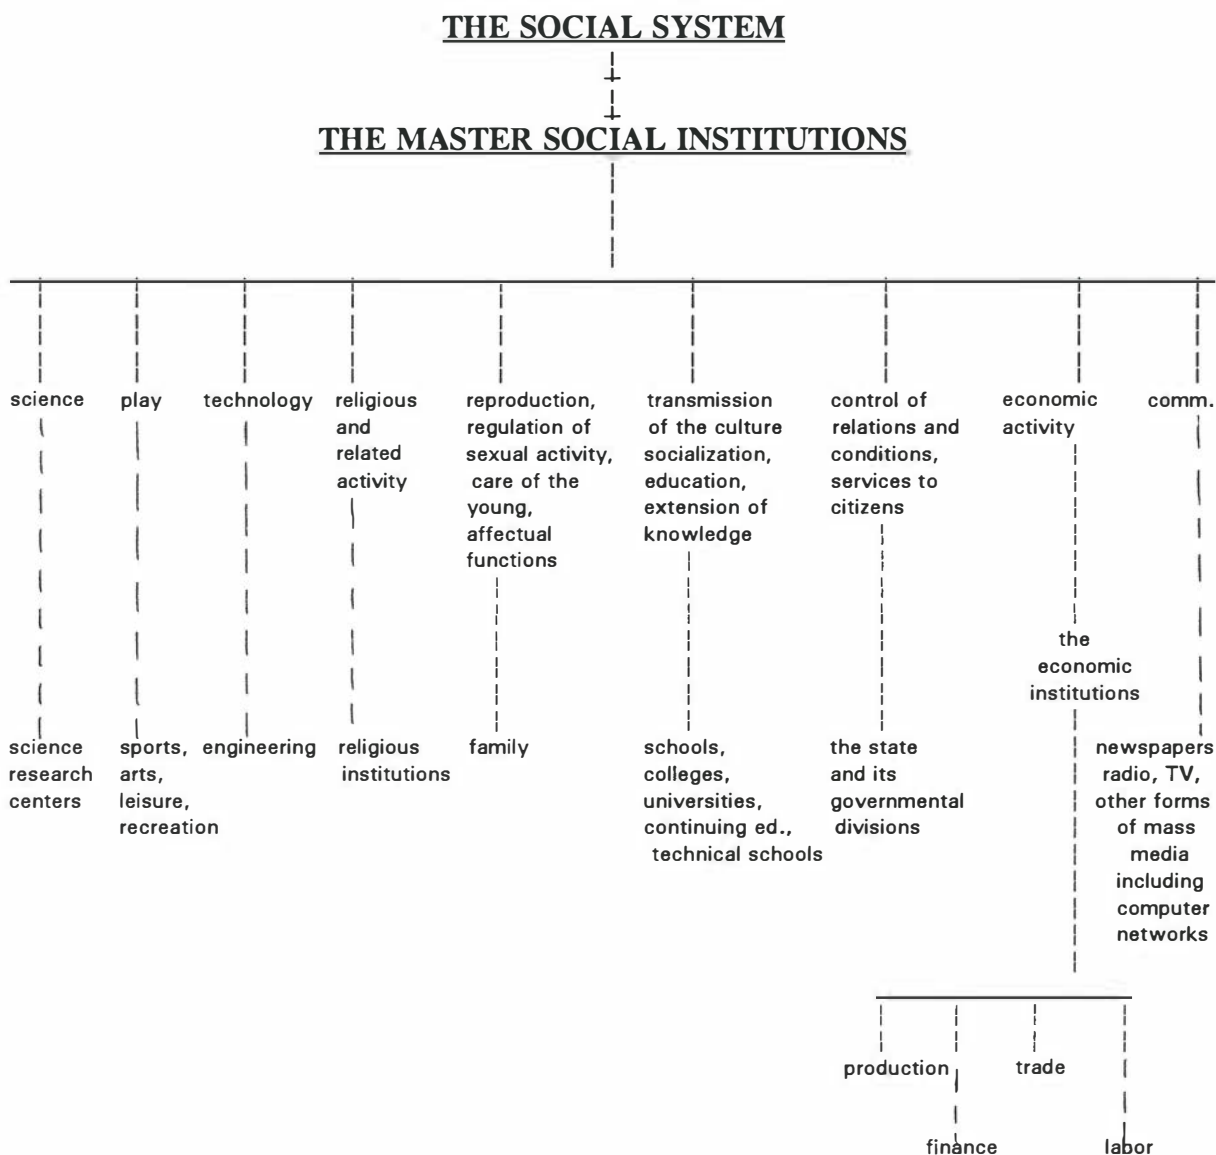 THE SOCIAL SYSTEM
THE MASTER SOCIAL INSTITUTIONS
science
play
technology
religious
and
related
activity
reproduction,
regulation of
sexual activity,
care of the
young,
affectual
functions
transmission
of the culture
socialization,
education,
extension of
knowledge
control of
relations and
conditions,
services to
citizens
economic
activity
comm.
science
research
centers
sports,
arts,
leisure,
recreation
engineering
religious
institutions
family
schools,
colleges,
universities,
continuing ed.,
technical schools
the state
and its
governmental
divisions
the
economic
institutions
newspapers
radio, TV,
other forms
of mass
media
including
computer
networks
production
finance
trade
labor